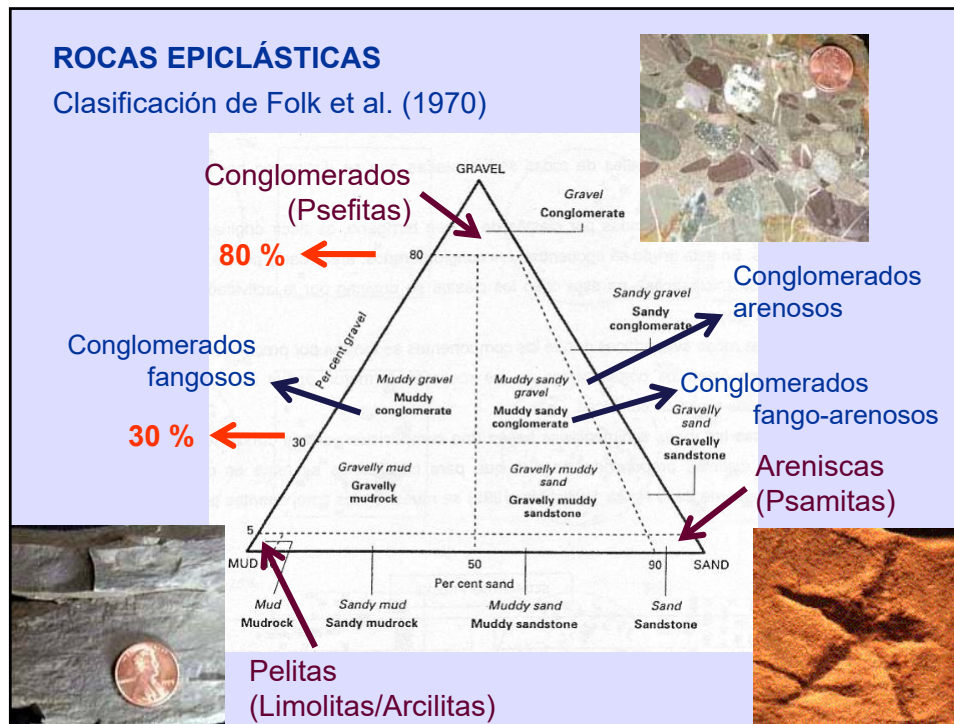 ROCAS EPICLÁSTICAS
Clasificación de Folk et al. (1970)
Conglomerados
(Psefitas)
GRAVEL
Gravel
Conglomerate
80 %
80
Per cent gravel
Sandy gravel
Sandy
conglomerate
Conglomerados
arenosos
Conglomerados
fangosos
Muddy gravel
Muddy
conglomerate
Muddy sandy
gravel
Muddy sandy
conglomerate
Conglomerados
fango-arenosos
30 %
30
Gravelly
sand
Gravelly
sandstone
Gravelly mud
Gravelly
mudrock
Gravelly muddy
sand
Gravelly muddy
sandstone
Areniscas
(Psamitas)
5
MUD
50
90
SAND
Per cent sand
Mud
Mudrock
Sandy mud
Sandy mudrock
Muddy sand
Muddy sandstone
Sand
Sandstone
Pelitas
(Limolitas/Arcilitas)